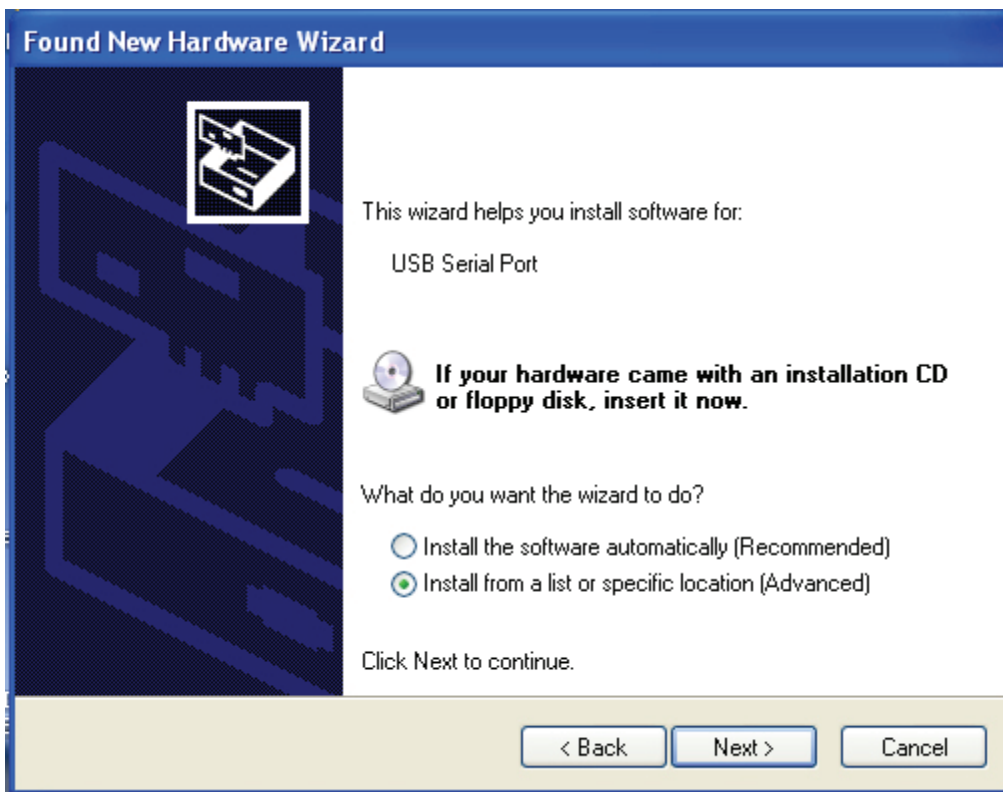 Found New Hardware Wizard
This wizard helps you install software for:
USB Serial Port
If your hardware came with an installation CD
or floppy disk, insert it now.
What do you want the wizard to do?
Install the software automatically (Recommended)
Install from a list or specific location (Advanced)
Click Next to continue.
< Back
Next >
Cancel